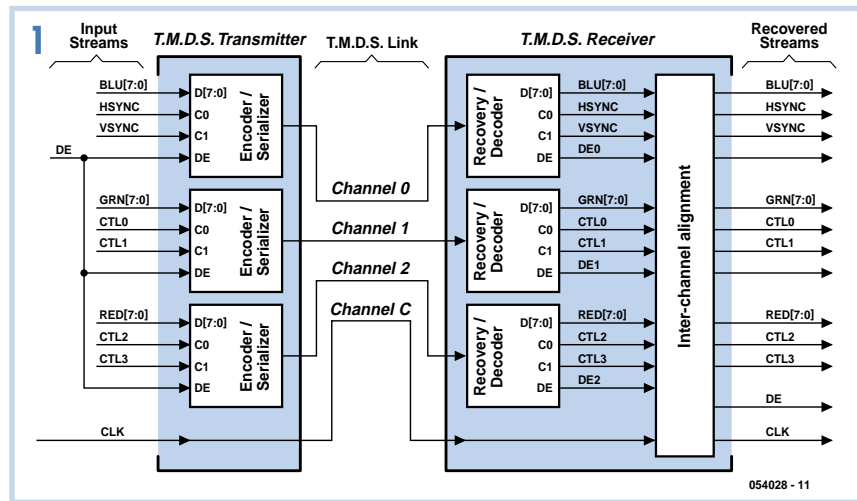 1
Input Streams
T.M.D.S. Transmitter
T.M.D.S. Link
T.M.D.S. Receiver
Recovered Streams
BLU[7:0]
HSYNC
VSYNC
DE
D[7:0]
C0
C1
DE
Encoder / Serializer
GRN[7:0]
CTL0
CTL1
D[7:0]
C0
C1
DE
Encoder / Serializer
RED[7:0]
CTL2
CTL3
D[7:0]
C0
C1
DE
Encoder / Serializer
CLK
Channel 0
Channel 1
Channel 2
Channel C
Recovery / Decoder
D[7:0]
C0
C1
DE
BLU[7:0]
HSYNC
VSYNC
DE0
Recovery / Decoder
D[7:0]
C0
C1
DE
GRN[7:0]
CTL0
CTL1
DE1
Recovery / Decoder
D[7:0]
C0
C1
DE
RED[7:0]
CTL2
CTL3
DE2
Inter-channel alignment
BLU[7:0]
HSYNC
VSYNC
GRN[7:0]
CTL0
CTL1
RED[7:0]
CTL2
CTL3
DE
CLK
054028 - 11